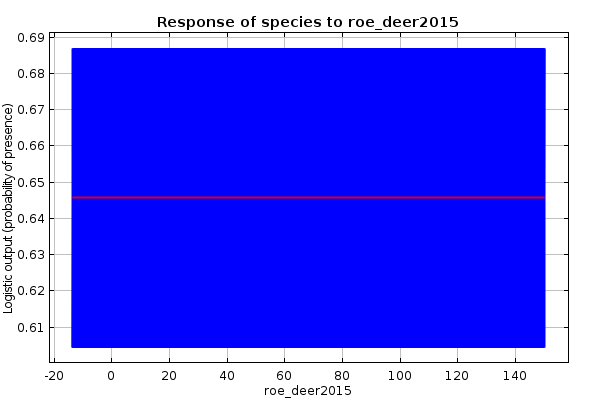 Response of species to roe_deer2015
Logistic output (probability of presence)
0.69
0.68
0.67
0.66
0.65
0.64
0.63
0.62
0.61
-20 0 20 40 60 80 100 120 140
roe_deer2015